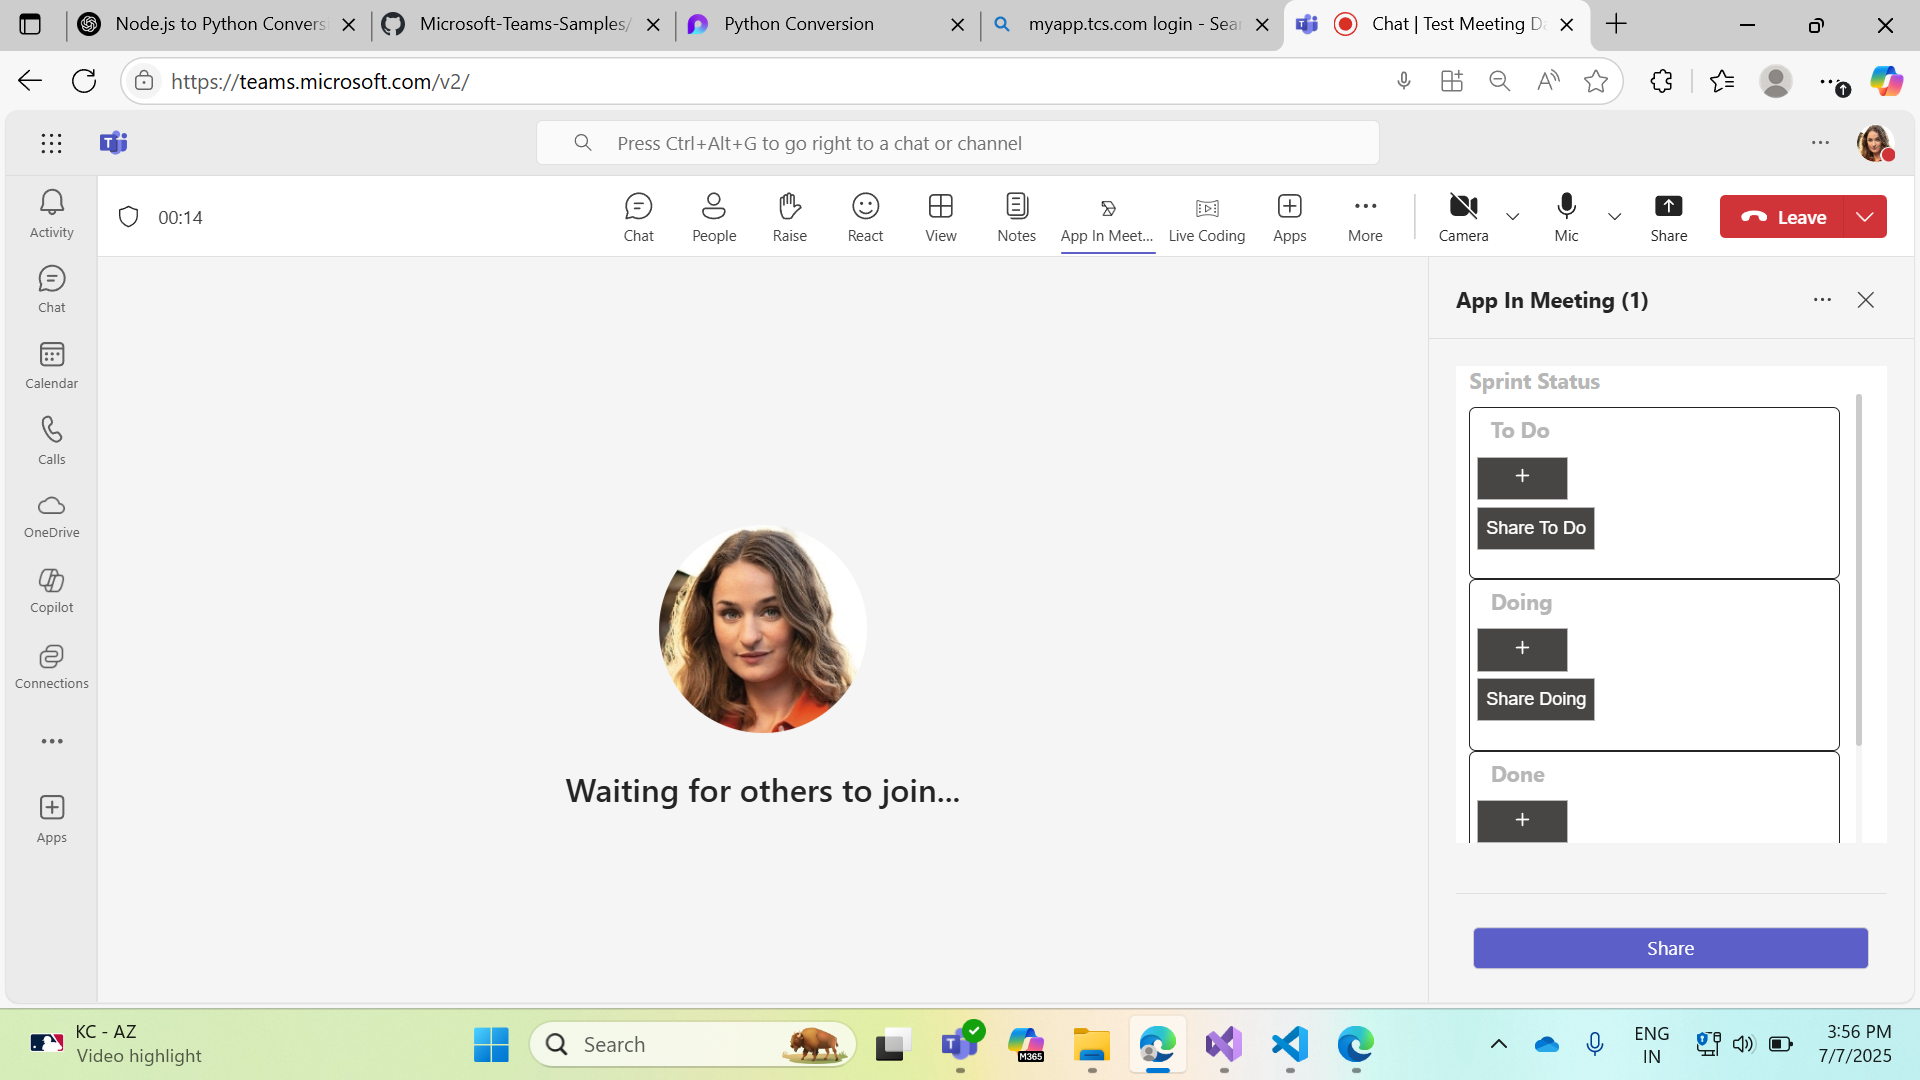 Node.js to Python Conversi
Microsoft-Teams-Samples/
Python Conversion
myapp.tcs.com login - Sear
Chat | Test Meeting Da
https://teams.microsoft.com/v2/
Press Ctrl+Alt+G to go right to a chat or channel
Activity
Chat
Calendar
Calls
OneDrive
Copilot
Connections
Apps
00:14
Chat
People
Raise
React
View
Notes
App In Meet...
Live Coding
Apps
More
Camera
Mic
Share
Leave
Waiting for others to join...
App In Meeting (1)
Sprint Status
To Do
+
Share To Do
Doing
+
Share Doing
Done
+
Share
KC - AZ
Video highlight
Search
M365
ENG
IN
3:56 PM
7/7/2025